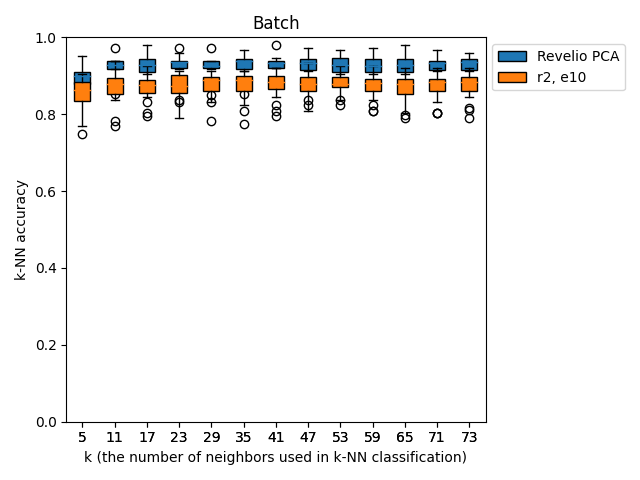 Batch
Revelio PCA
r2, e10
k-NN accuracy
1.0
0.8
0.6
0.4
0.2
0.0
5 11 17 23 29 35 41 47 53 59 65 71 73
k (the number of neighbors used in k-NN classification)